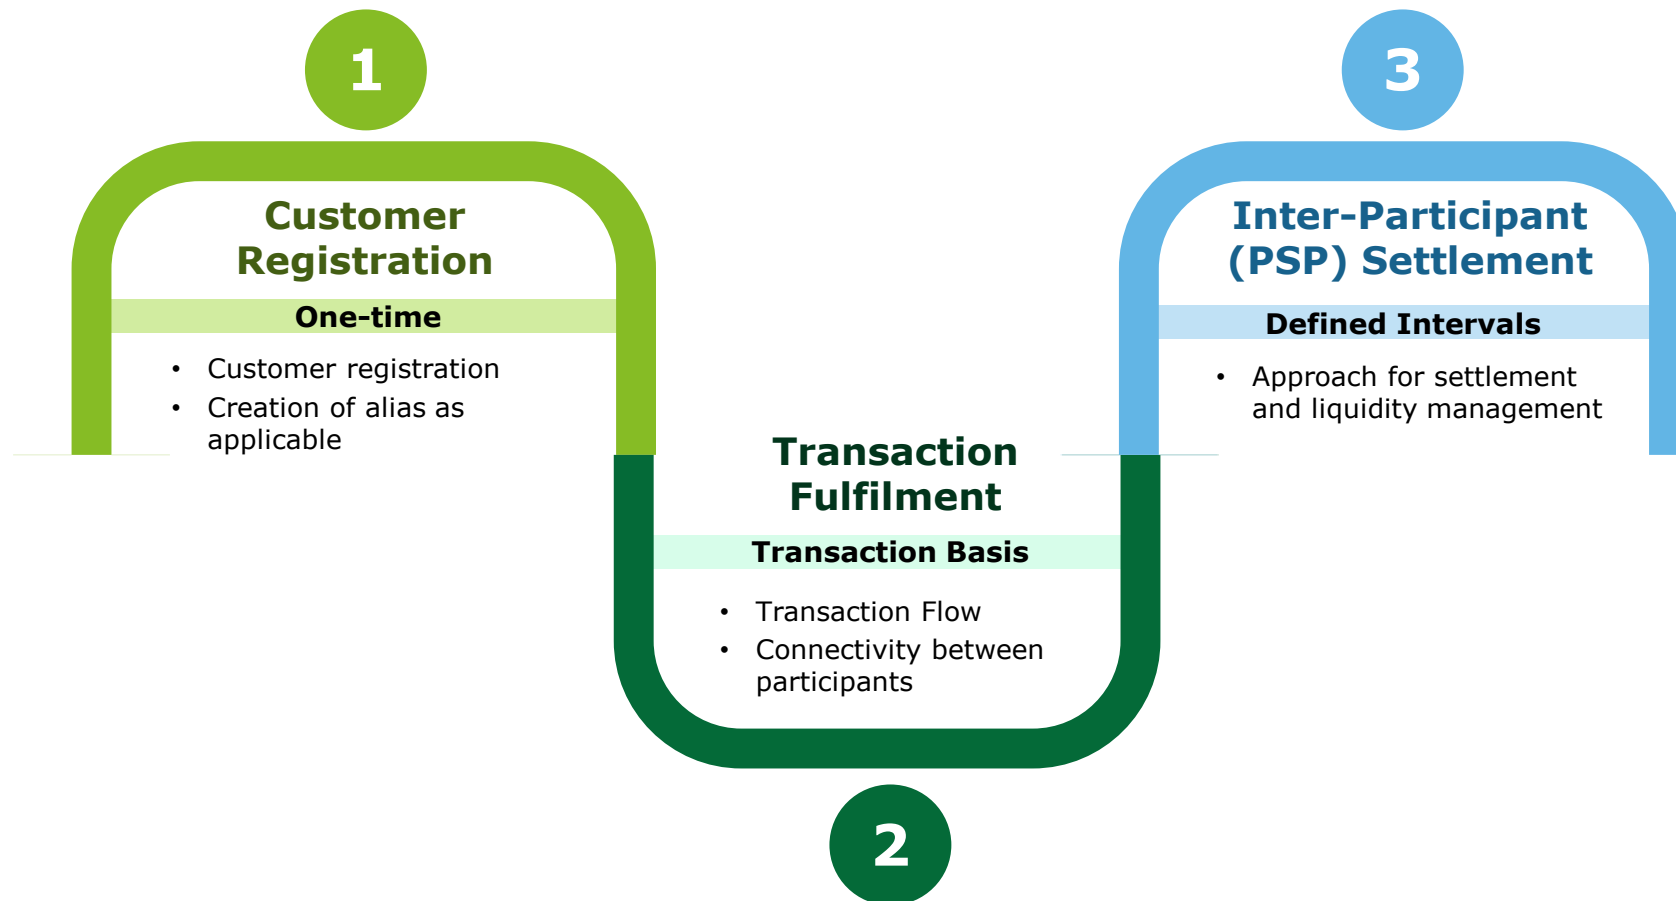 1
Customer
Registration
One-time
• Customer registration
• Creation of alias as
applicable
2
Transaction
Fulfilment
Transaction Basis
• Transaction Flow
• Connectivity between
participants
3
Inter-Participant
(PSP) Settlement
Defined Intervals
• Approach for settlement
and liquidity management